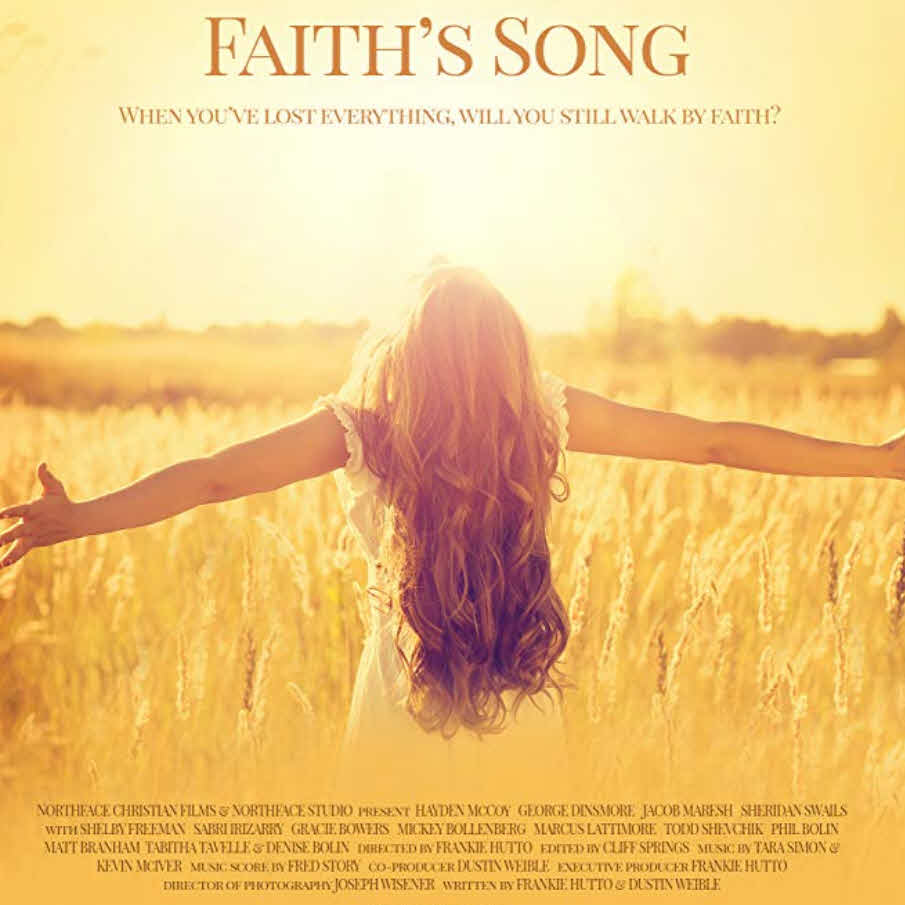 FAITH'S SONG
WHEN YOU'VE LOST EVERYTHING, WILL YOU STILL WALK BY FAITH?
NORTHFACE CHRISTIAN FILMS & NORTHFACE STUDIO PRESENT HAYDEN MCCOY GEORGE DINSMORE JACOB MARESH SHERIDAN SWAILS
WITH SHELBY FREEMAN SABRI IRIZARRY GRACIE BOWERS MICKEY BOLLENBERG MARCUS LATTIMORE TODD SHEVCHIK PHIL BOLIN
MATT BRANHAM TABITHA TAVELLE & DENISE BOLIN DIRECTED BY FRANKIE HUTTO EDITED BY CLIFF SPRINGS MUSIC BY TARA SIMON &
KEVIN MCIVER MUSIC SCORE BY FRED STORY CO-PRODUCER DUSTIN WEIBLE EXECUTIVE PRODUCER FRANKIE HUTTO
DIRECTOR OF PHOTOGRAPHY JOSEPH WISENER WRITTEN BY FRANKIE HUTTO & DUSTIN WEIBLE